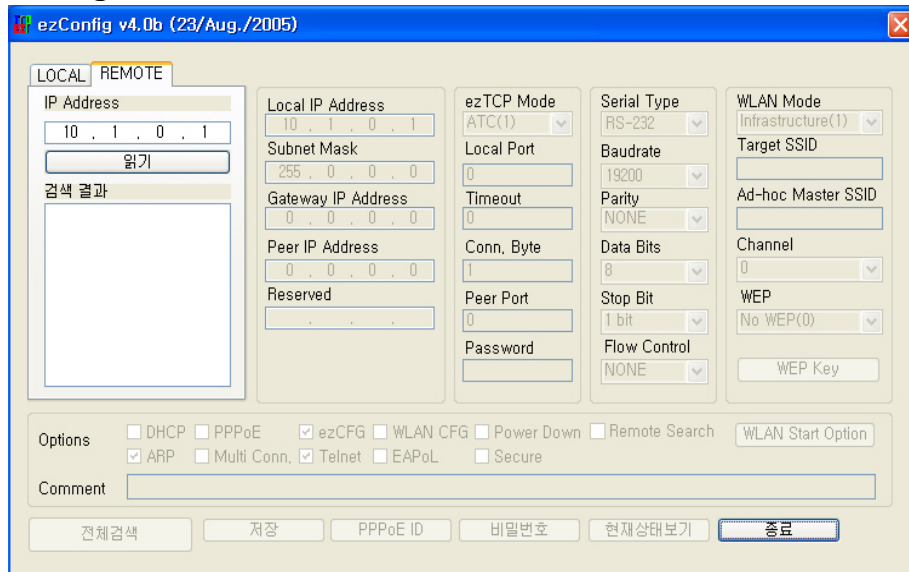 ezConfig v4.0b (23/Aug./2005)
LOCAL REMOTE
IP Address
10 . 1 . 0 . 1
읽기
검색 결과
Local IP Address
10 . 1 . 0 . 1
Subnet Mask
255 . 0 . 0 . 0
Gateway IP Address
0 . 0 . 0 . 0
Peer IP Address
0 . 0 . 0 . 0
Reserved
. . .
ezTCP Mode
ATC(1)
Local Port
0
Timeout
0
Conn, Byte
1
Peer Port
0
Password
Serial Type
RS-232
Baudrate
19200
Parity
NONE
Data Bits
8
Stop Bit
1 bit
Flow Control
NONE
WLAN Mode
Infrastructure(1)
Target SSID
Ad-hoc Master SSID
Channel
0
WEP
No WEP(0)
WEP Key
Options
DHCP PPPoE ezCFG WLAN CFG Power Down Remote Search WLAN Start Option
ARP Multi Conn, Telnet EAPoL Secure
Comment
전체검색 저장 PPPoE ID 비밀번호 현재상태보기 종료